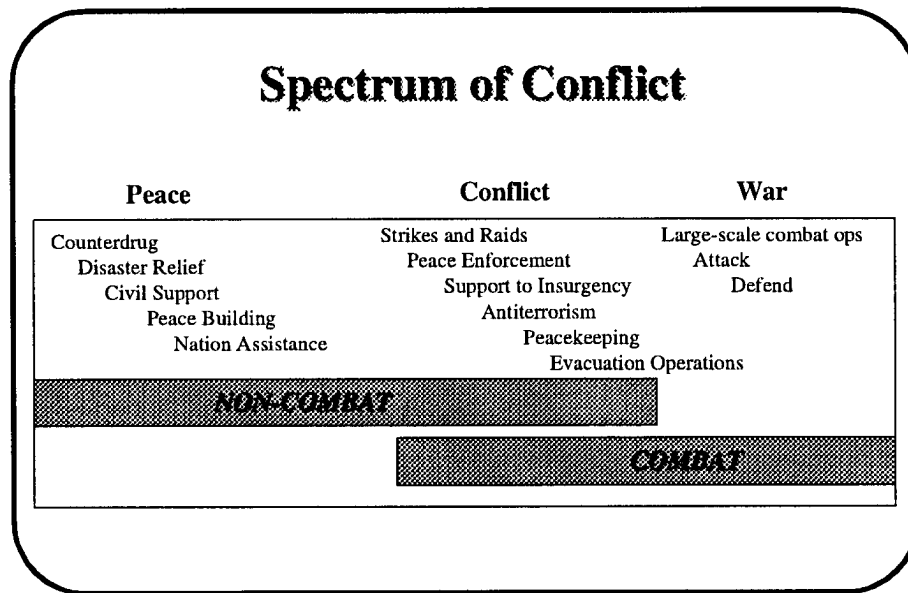 Spectrum of Conflict
Peace Conflict War
Counterdrug
Disaster Relief
Civil Support
Peace Building
Nation Assistance
Strikes and Raids
Peace Enforcement
Support to Insurgency
Antiterrorism
Peacekeeping
Evacuation Operations
Large-scale combat ops
Attack
Defend
NON-COMBAT
COMBAT